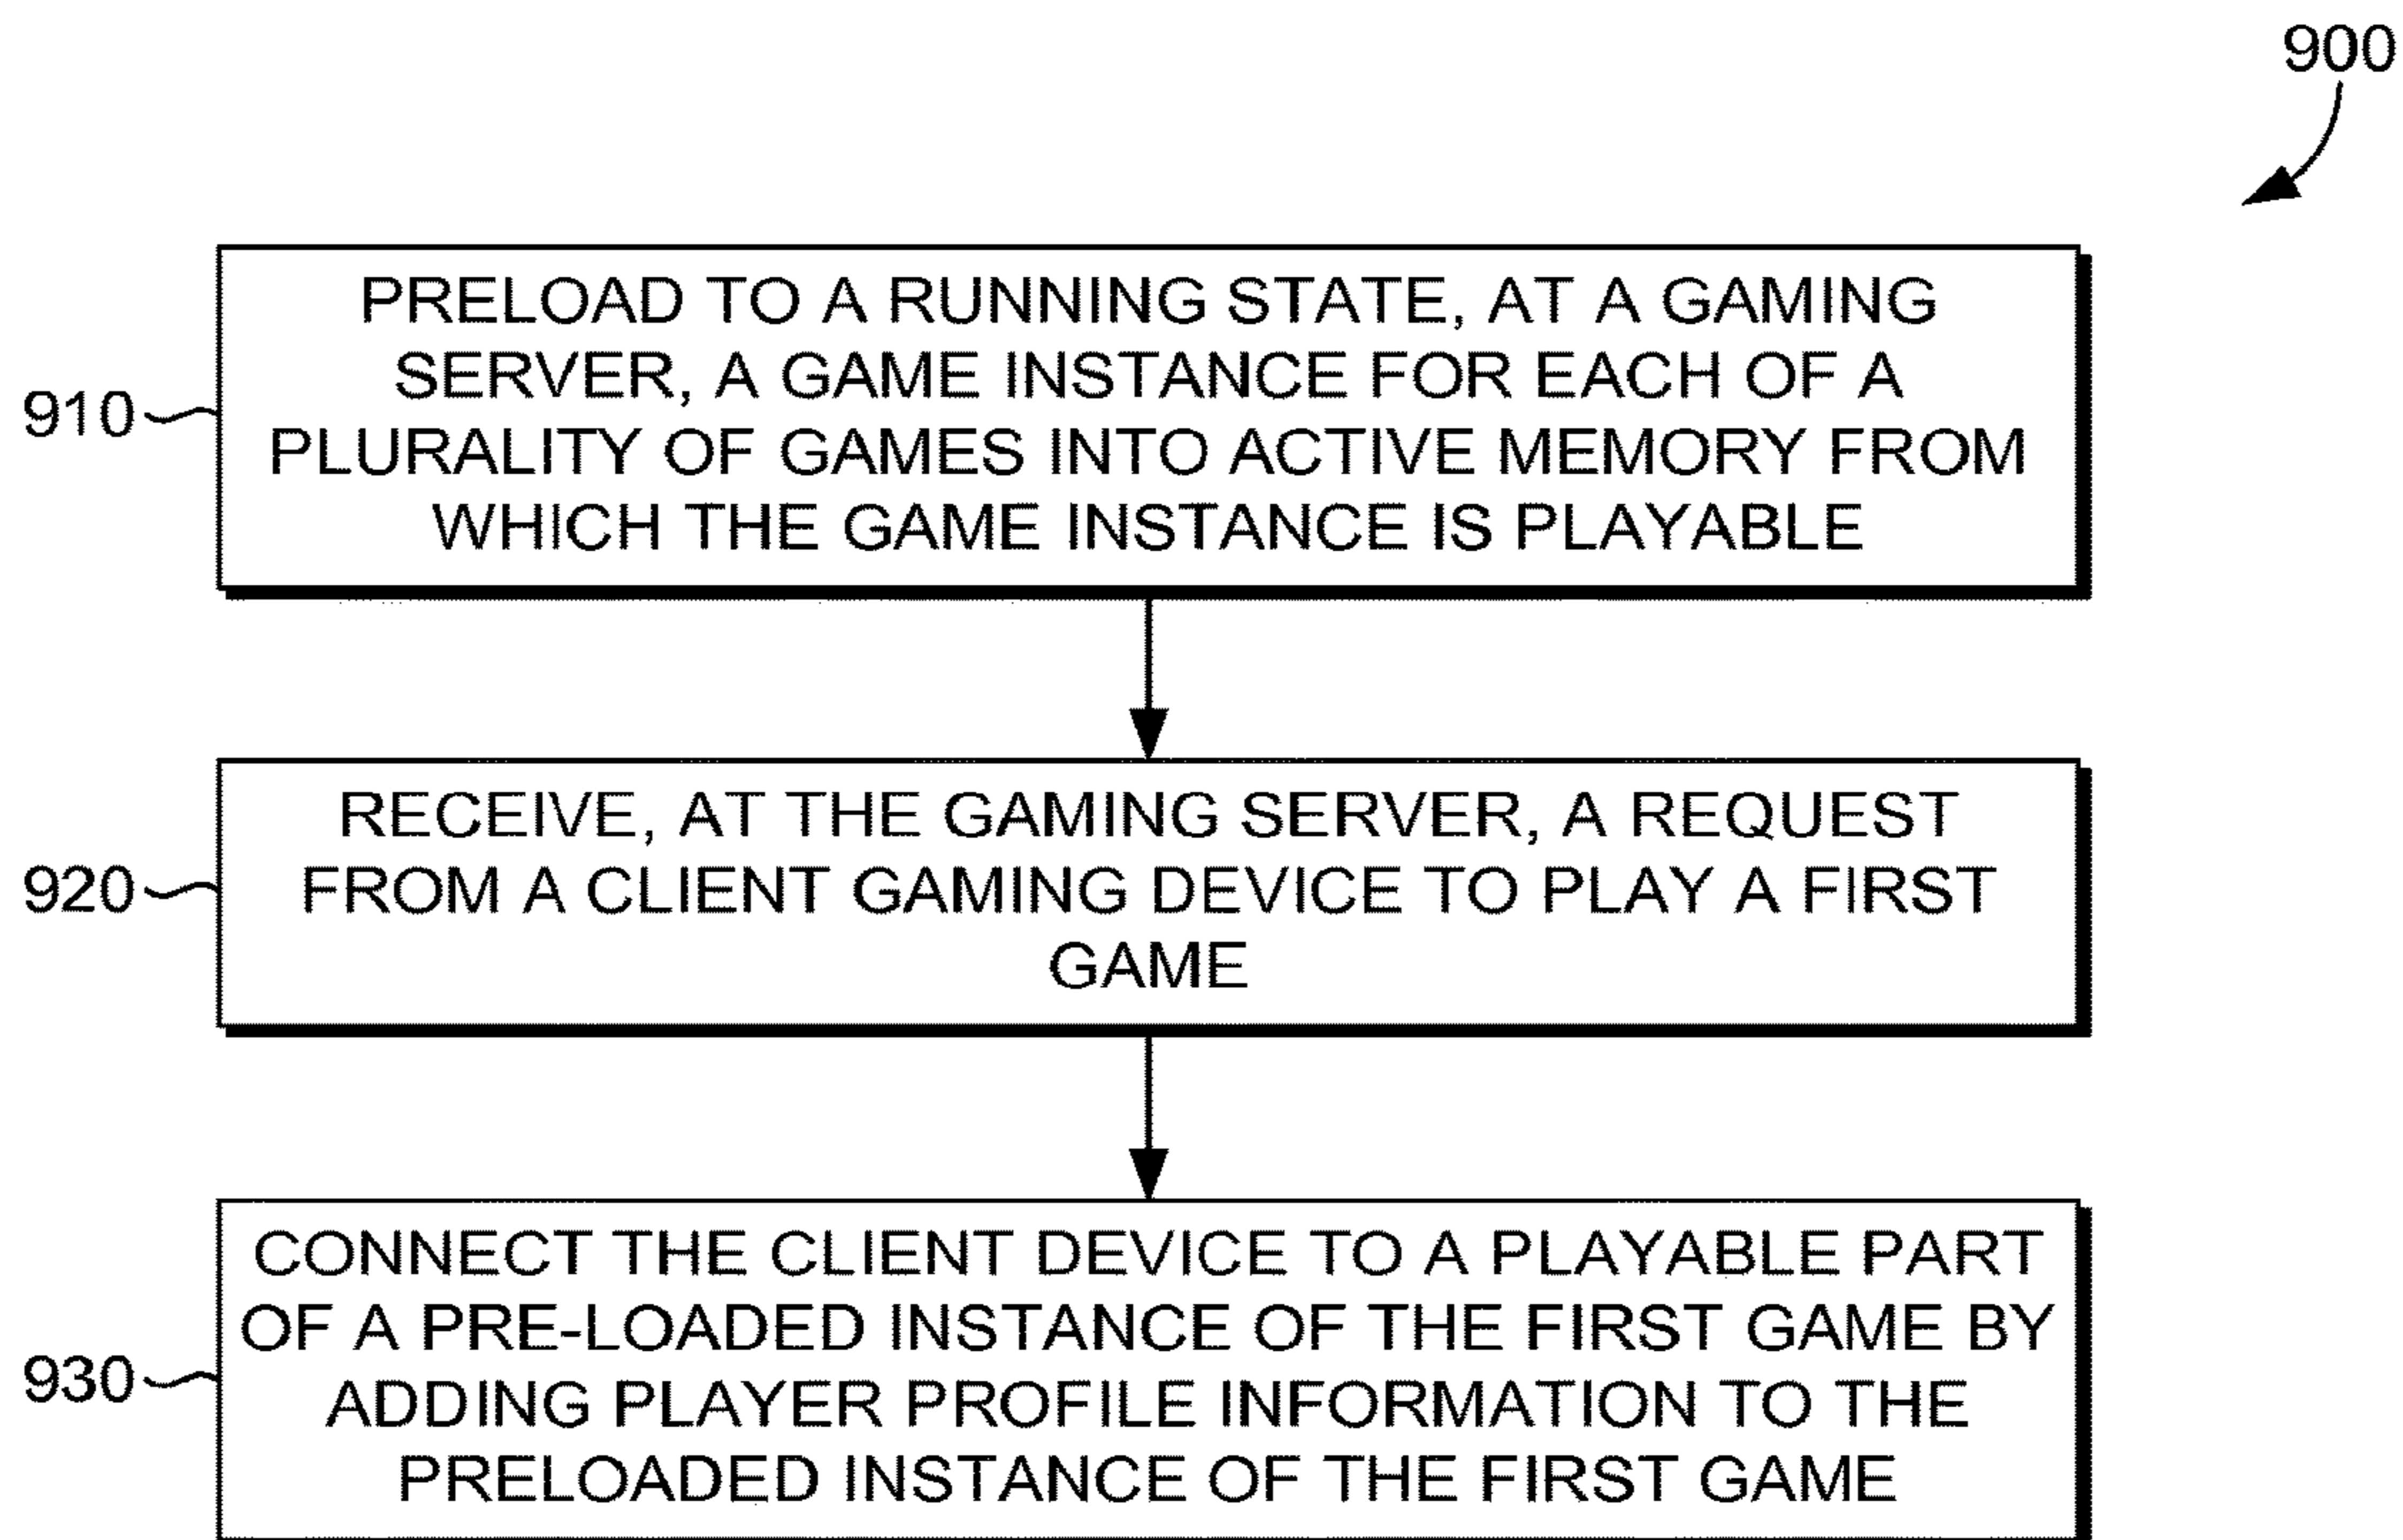 900
910
PRELOAD TO A RUNNING STATE, AT A GAMING
SERVER, A GAME INSTANCE FOR EACH OF A
PLURALITY OF GAMES INTO ACTIVE MEMORY FROM
WHICH THE GAME INSTANCE IS PLAYABLE
920
RECEIVE, AT THE GAMING SERVER, A REQUEST
FROM A CLIENT GAMING DEVICE TO PLAY A FIRST
GAME
930
CONNECT THE CLIENT DEVICE TO A PLAYABLE PART
OF A PRE-LOADED INSTANCE OF THE FIRST GAME BY
ADDING PLAYER PROFILE INFORMATION TO THE
PRELOADED INSTANCE OF THE FIRST GAME